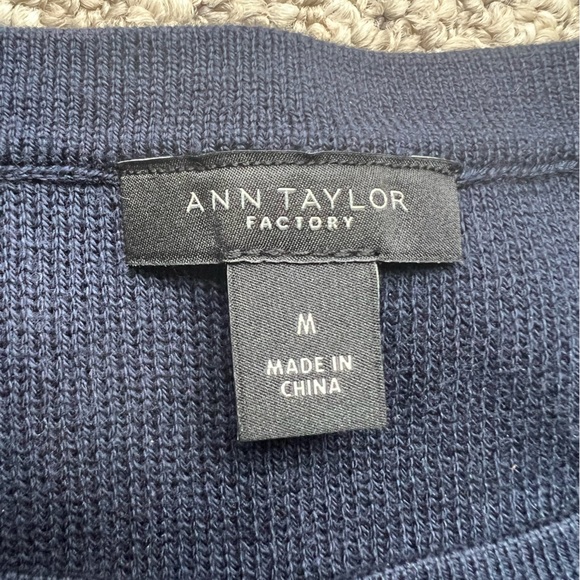 ANN TAYLOR
FACTORY
M
MADE IN
CHINA